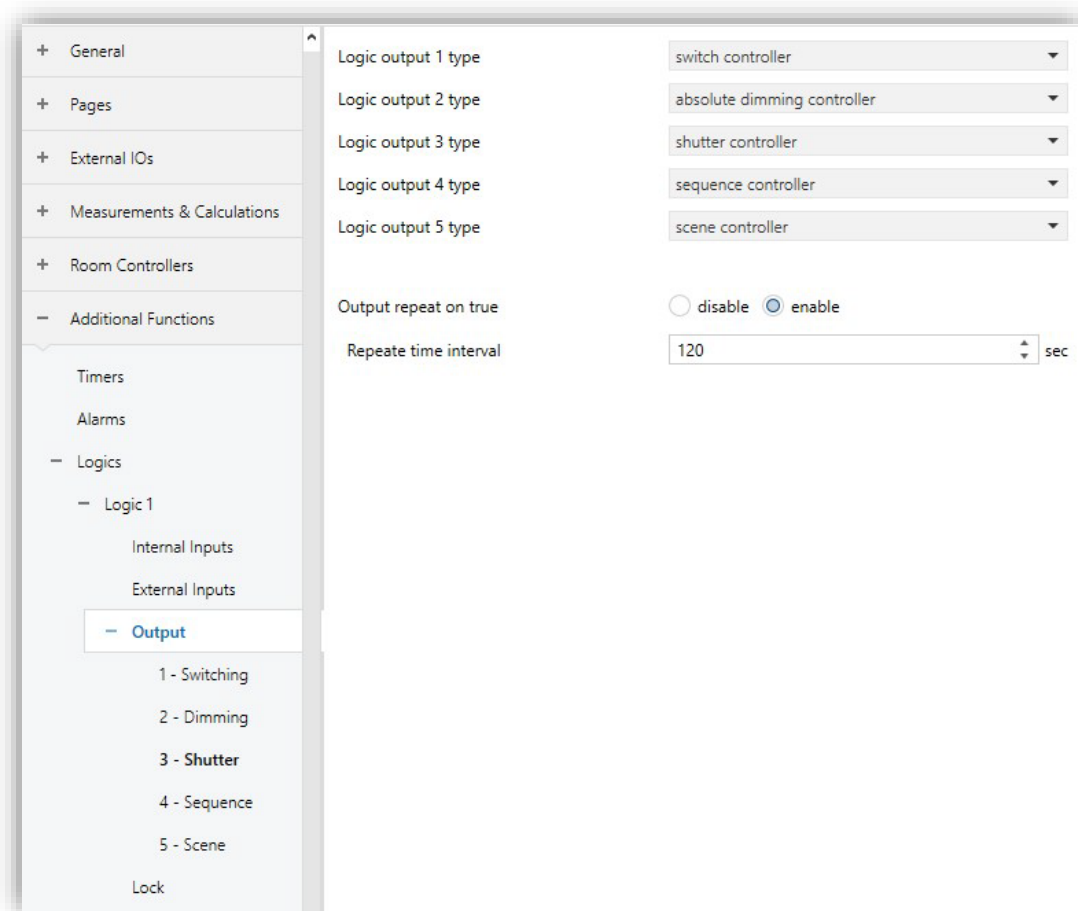 + General
+ Pages
+ External IOs
+ Measurements & Calculations
+ Room Controllers
− Additional Functions
Timers
Alarms
− Logics
− Logic 1
Internal Inputs
External Inputs
− Output
1 - Switching
2 - Dimming
3 - Shutter
4 - Sequence
5 - Scene
Lock
Logic output 1 type switch controller
Logic output 2 type absolute dimming controller
Logic output 3 type shutter controller
Logic output 4 type sequence controller
Logic output 5 type scene controller
Output repeat on true disable enable
Repeate time interval 120 sec